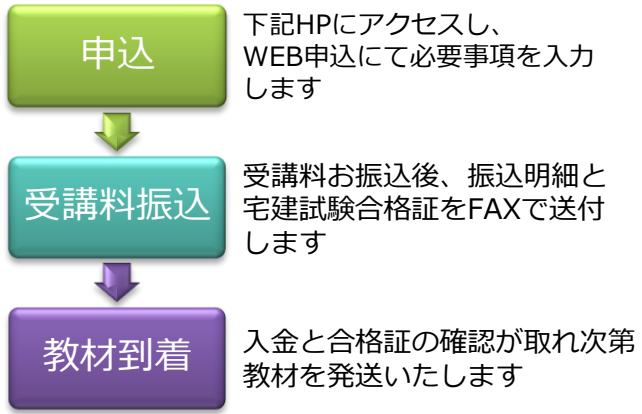 申込
下記HPにアクセスし、
WEB申込にて必要事項を入力
します
受講料振込
受講料お振込後、振込明細と
宅建試験合格証をFAXで送付
します
教材到着
入金と合格証の確認が取れ次第
教材を発送いたします